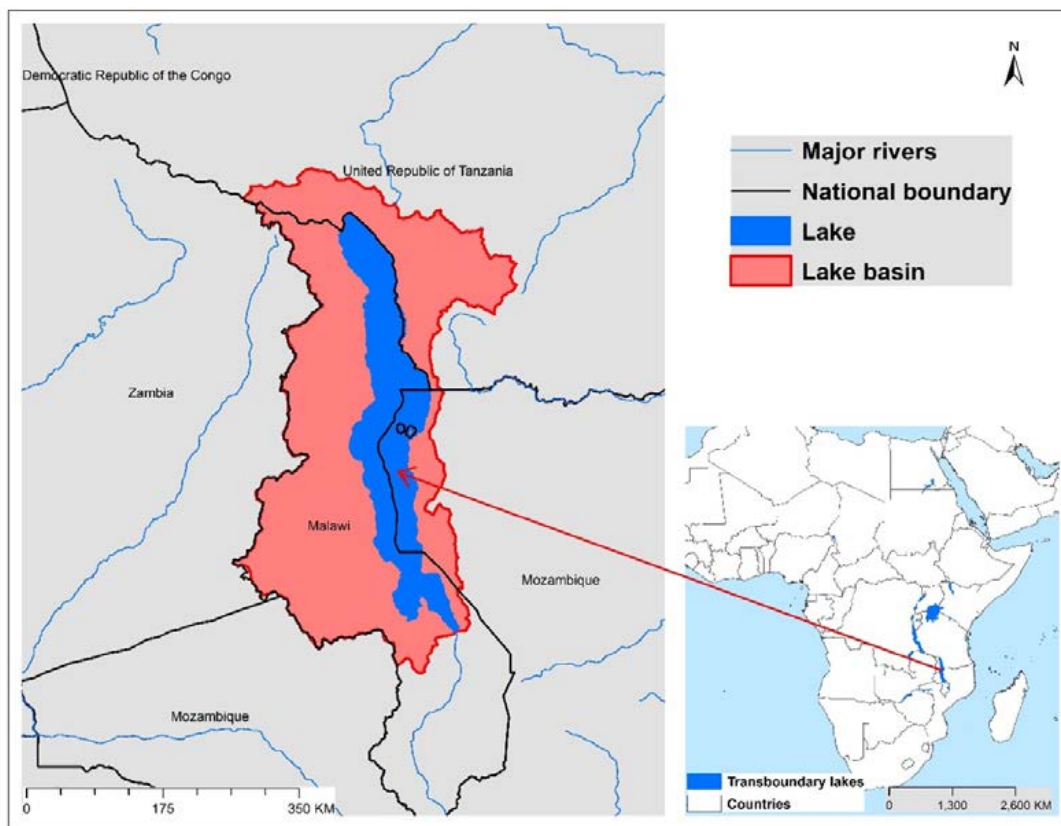 Democratic Republic of the Congo
United Republic of Tanzania
Zambia
Malawi
Mozambique
Mozambique
0 175 350 KM
N
Major rivers
National boundary
Lake
Lake basin
Transboundary lakes
Countries
0 1,300 2,600 KM